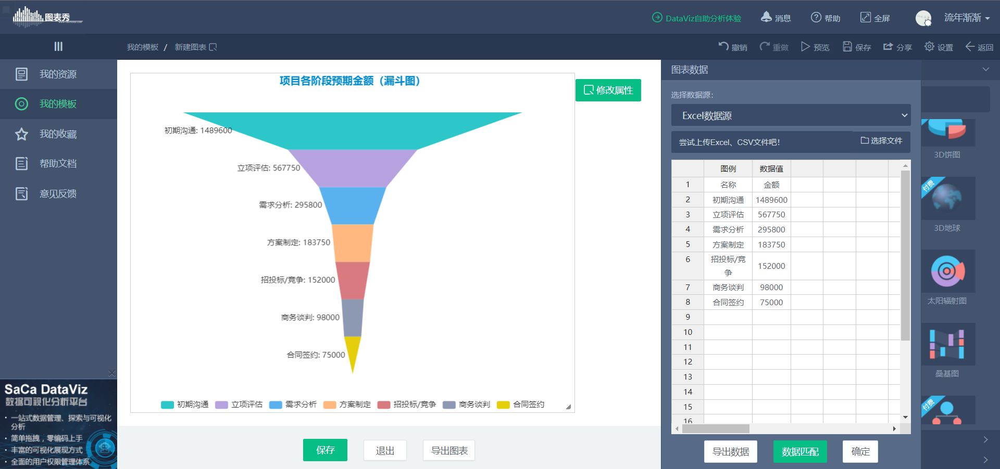 图表秀
DataViz自助分析体验
消息
帮助
全屏
流年渐渐
我的模板 / 新建图表
撤销
重做
预览
保存
分享
设置
返回
我的资源
我的模板
我的收藏
帮助文档
意见反馈
SaCa DataViz
数据可视化分析平台
· 一站式数据管理、探索与可视化
分析
· 简单拖拽，零编码上手
· 丰富的可视化展现方式
· 全面的用户权限管理体系
项目各阶段预期金额（漏斗图）
修改属性
初期沟通: 1489600
立项评估: 567750
需求分析: 295800
方案制定: 183750
招投标/竞争: 152000
商务谈判: 98000
合同签约: 75000
初期沟通 立项评估 需求分析 方案制定 招投标/竞争 商务谈判 合同签约
保存
退出
导出图表
图表数据
选择数据源:
Excel数据源
尝试上传Excel、CSV文件吧!
选择文件
图例 数据值
1 名称 金额
2 初期沟通 1489600
3 立项评估 567750
4 需求分析 295800
5 方案制定 183750
6 招投标/竞
争 152000
7 商务谈判 98000
8 合同签约 75000
9
10
11
12
13
14
15
16
导出数据
数据匹配
确定
3D饼图
付费
3D地球
太阳辐射图
桑基图
付费